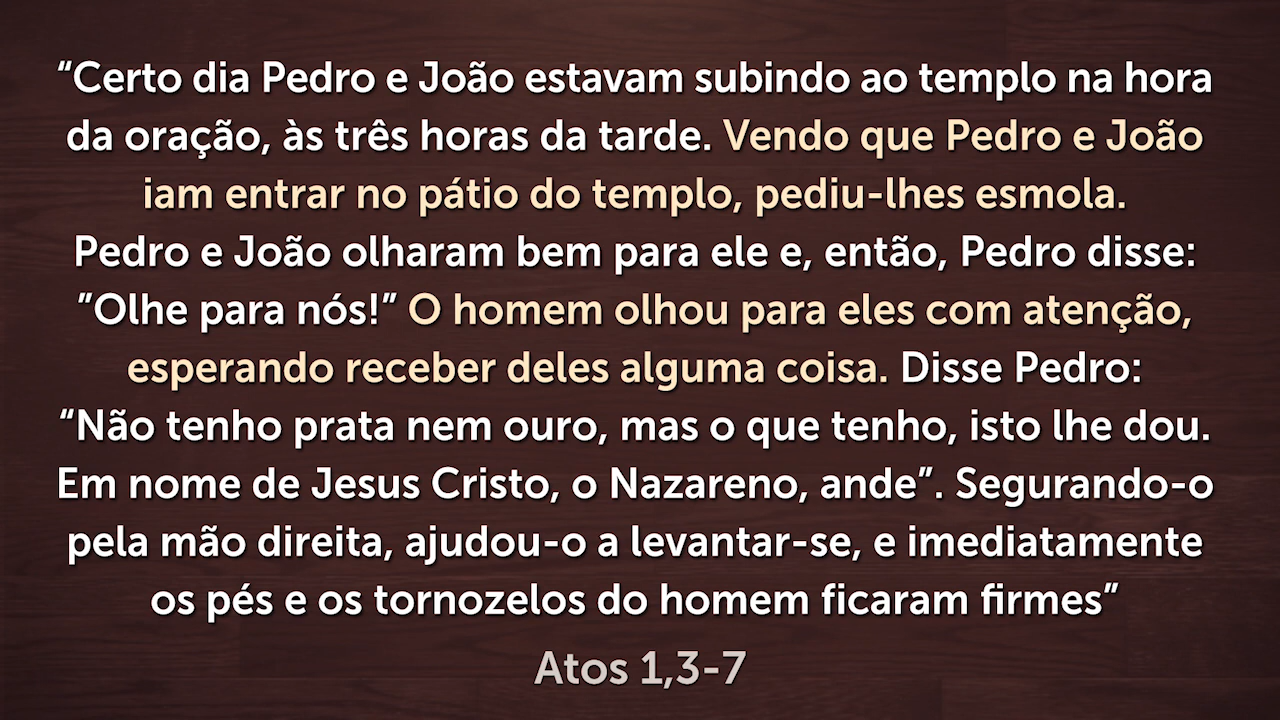 “Certo dia Pedro e João estavam subindo ao templo na hora
da oração, às três horas da tarde. Vendo que Pedro e João
iam entrar no pátio do templo, pediu-lhes esmola.
Pedro e João olharam bem para ele e, então, Pedro disse:
”Olhe para nós!” O homem olhou para eles com atenção,
esperando receber deles alguma coisa. Disse Pedro:
“Não tenho prata nem ouro, mas o que tenho, isto lhe dou.
Em nome de Jesus Cristo, o Nazareno, ande”. Segurando-o
pela mão direita, ajudou-o a levantar-se, e imediatamente
os pés e os tornozelos do homem ficaram firmes”
Atos 1,3-7